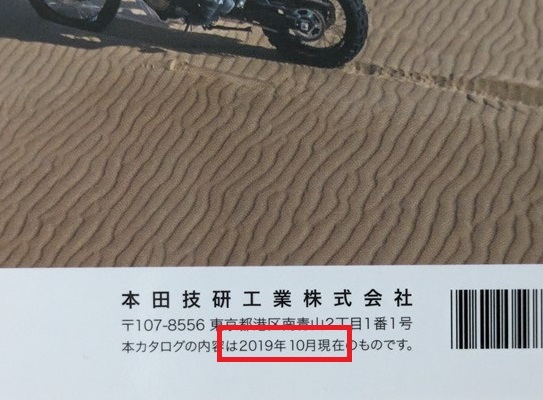 本田技研工業株式会社
〒107-8556 東京都港区南青山2丁目1番1号
本カタログの内容は2019年10月現在のものです。